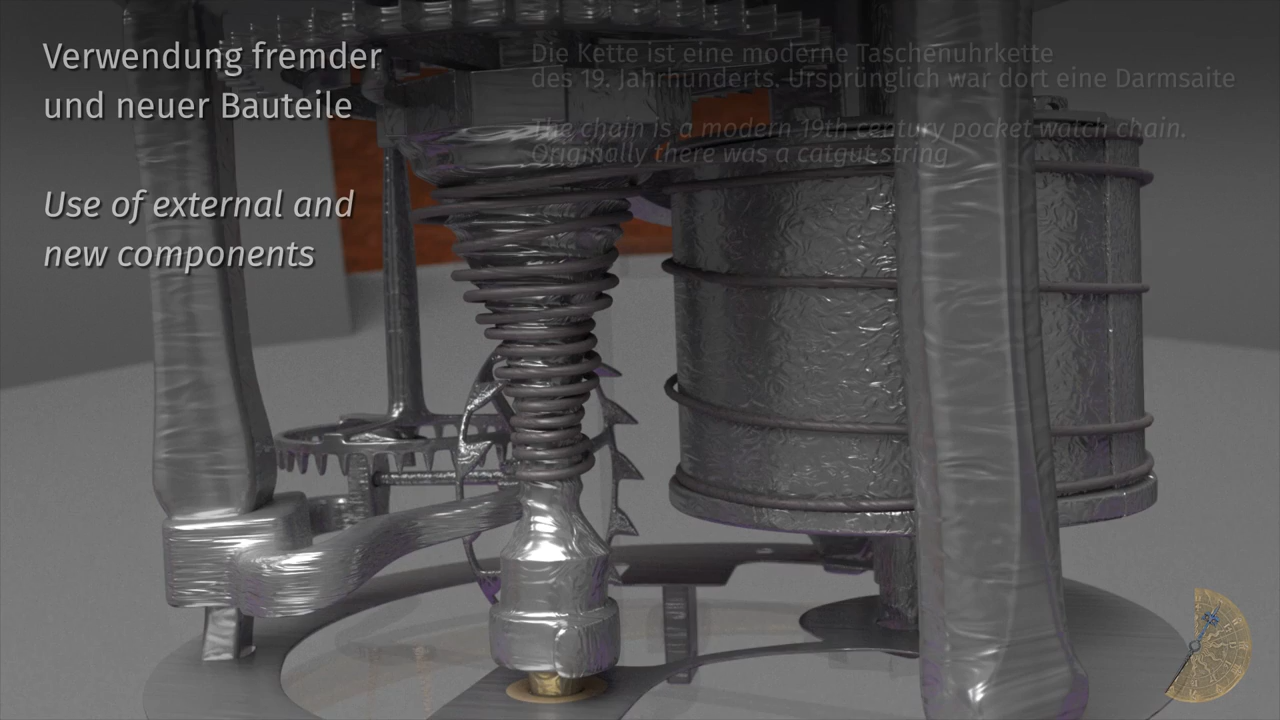 Verwendung fremder
und neuer Bauteile
Use of external and
new components
Die Kette ist eine moderne Taschenuhrkette
des 19. Jahrhunderts. Ursprünglich war dort eine Darmsaite
The chain is a modern 19th century pocket watch chain.
Originally there was a catgut string